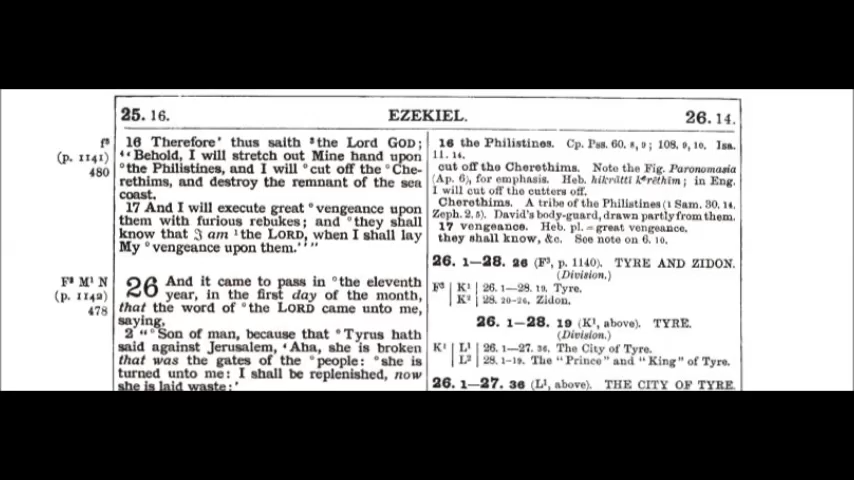 25. 16. EZEKIEL. 26. 14.
f³
(p. 1141)
480
16 Therefore thus saith ³the Lord GOD;
"Behold, I will stretch out Mine hand upon
°the Philistines, and I will °cut off the °Che-
rethims, and destroy the remnant of the sea
coast.
17 And I will execute great °vengeance upon
them with furious rebukes; and °they shall
know that I am ¹the LORD, when I shall lay
My °vengeance upon them.'"
F³ M¹ N
(p. 1142)
478
26 And it came to pass in °the eleventh
year, in the first day of the month,
that the word of °the LORD came unto me,
saying,
2 "°Son of man, because that °Tyrus hath
said against Jerusalem, 'Aha, she is broken
that was the gates of the °people: °she is
turned unto me: I shall be replenished, now
she is laid waste:'
16 the Philistines. Cp. Pss. 60. 8, 9; 108. 9, 10. Isa.
11. 14.
cut off the Cherethims. Note the Fig. Paronomasia
(Ap. 6), for emphasis. Heb. hikrāttī kᵉrēthīm; in Eng.
I will cut off the cutters off.
Cherethims. A tribe of the Philistines (1 Sam. 30. 14.
Zeph. 2. 5). David's body-guard, drawn partly from them.
17 vengeance. Heb. pl. = great vengeance.
they shall know, &c. See note on 6. 10.
26. 1—28. 26 (F³, p. 1140). TYRE AND ZIDON.
(Division.)
F³ | K¹ | 26. 1—28. 19. Tyre.
K² | 28. 20-26. Zidon.
26. 1—28. 19 (K¹, above). TYRE.
(Division.)
K¹ | L¹ | 26. 1—27. 36. The City of Tyre.
L² | 28. 1-19. The "Prince" and "King" of Tyre.
26. 1—27. 36 (L¹, above). THE CITY OF TYRE.